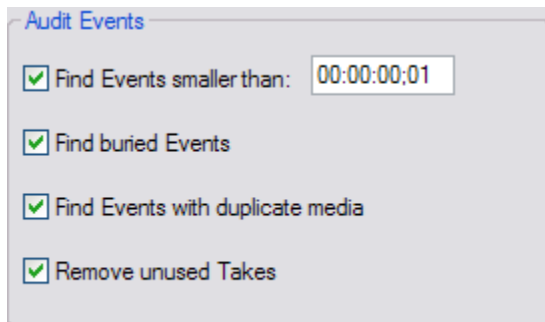 Audit Events
Find Events smaller than: 00:00:00;01
Find buried Events
Find Events with duplicate media
Remove unused Takes